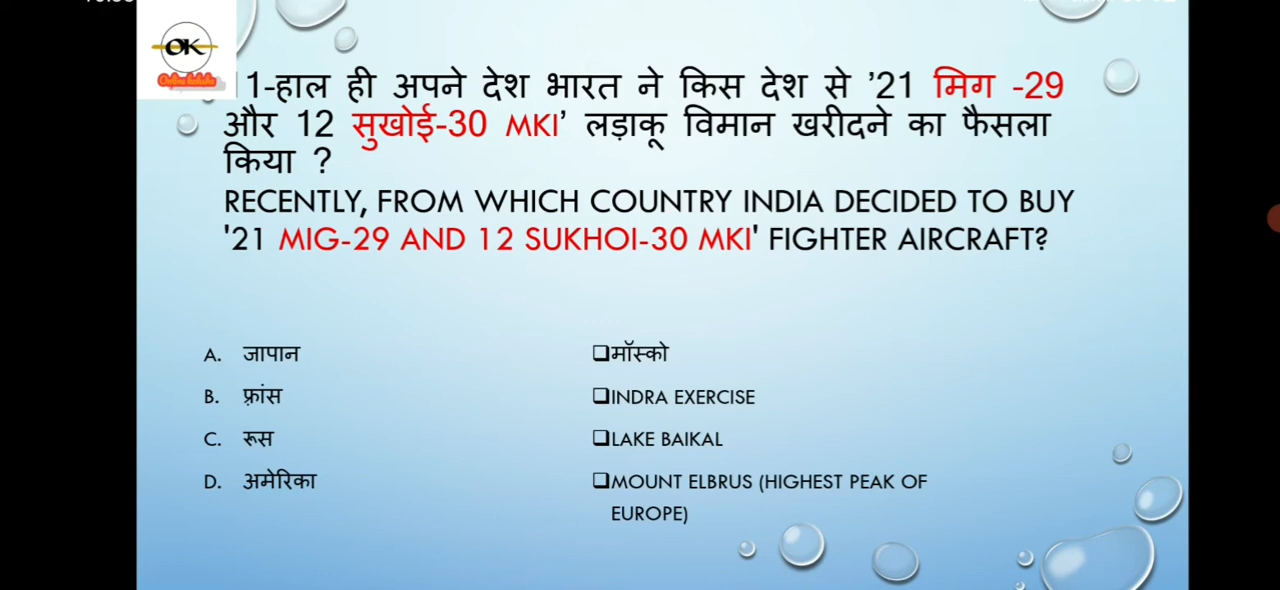 OK
11-हाल ही अपने देश भारत ने किस देश से ’21 मिग -29
और 12 सुखोई-30 MKI’ लड़ाकू विमान खरीदने का फैसला
किया ?
RECENTLY, FROM WHICH COUNTRY INDIA DECIDED TO BUY
'21 MIG-29 AND 12 SUKHOI-30 MKI' FIGHTER AIRCRAFT?
A. जापान
B. फ़्रांस
C. रूस
D. अमेरिका
❑मॉस्को
❑INDRA EXERCISE
❑LAKE BAIKAL
❑MOUNT ELBRUS (HIGHEST PEAK OF
EUROPE)